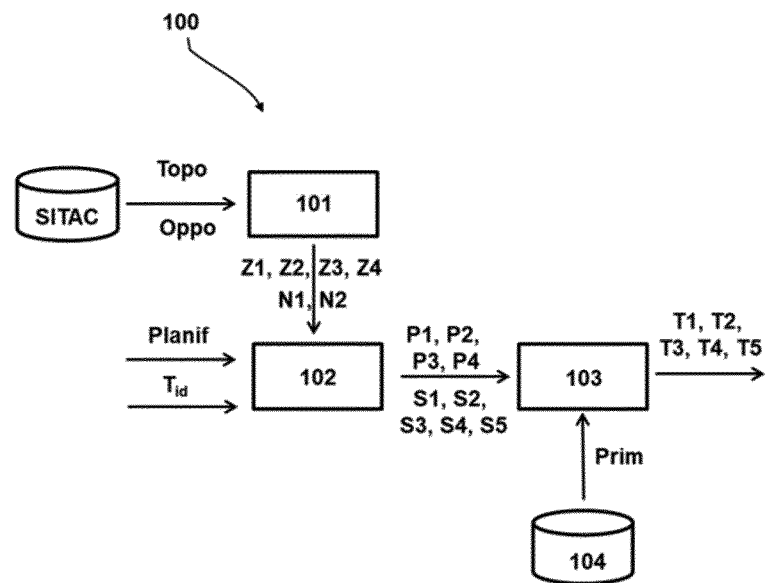 100
Topo
SITAC
Oppo
101
Z1, Z2, Z3, Z4
N1, N2
Planif
T_id
102
P1, P2,
P3, P4
S1, S2,
S3, S4, S5
103
T1, T2,
T3, T4, T5
Prim
104